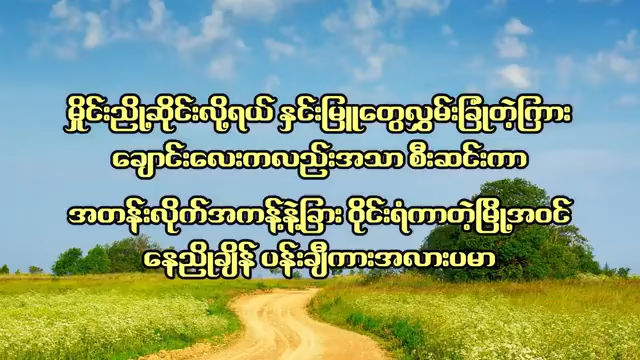 မှိုင်းညို့ဆိုင်းလို့ရယ် နှင်းမြူတွေလွှမ်းခြုံတဲ့ကြား
ချောင်းလေးကလည်းအသာ စီးဆင်းကာ
အတန်းလိုက်အကန့်နဲ့ခြား ဝိုင်းရံကာတဲ့မြို့အဝင်
နေညိုချိန် ပန်းချီကားအလားပမာ